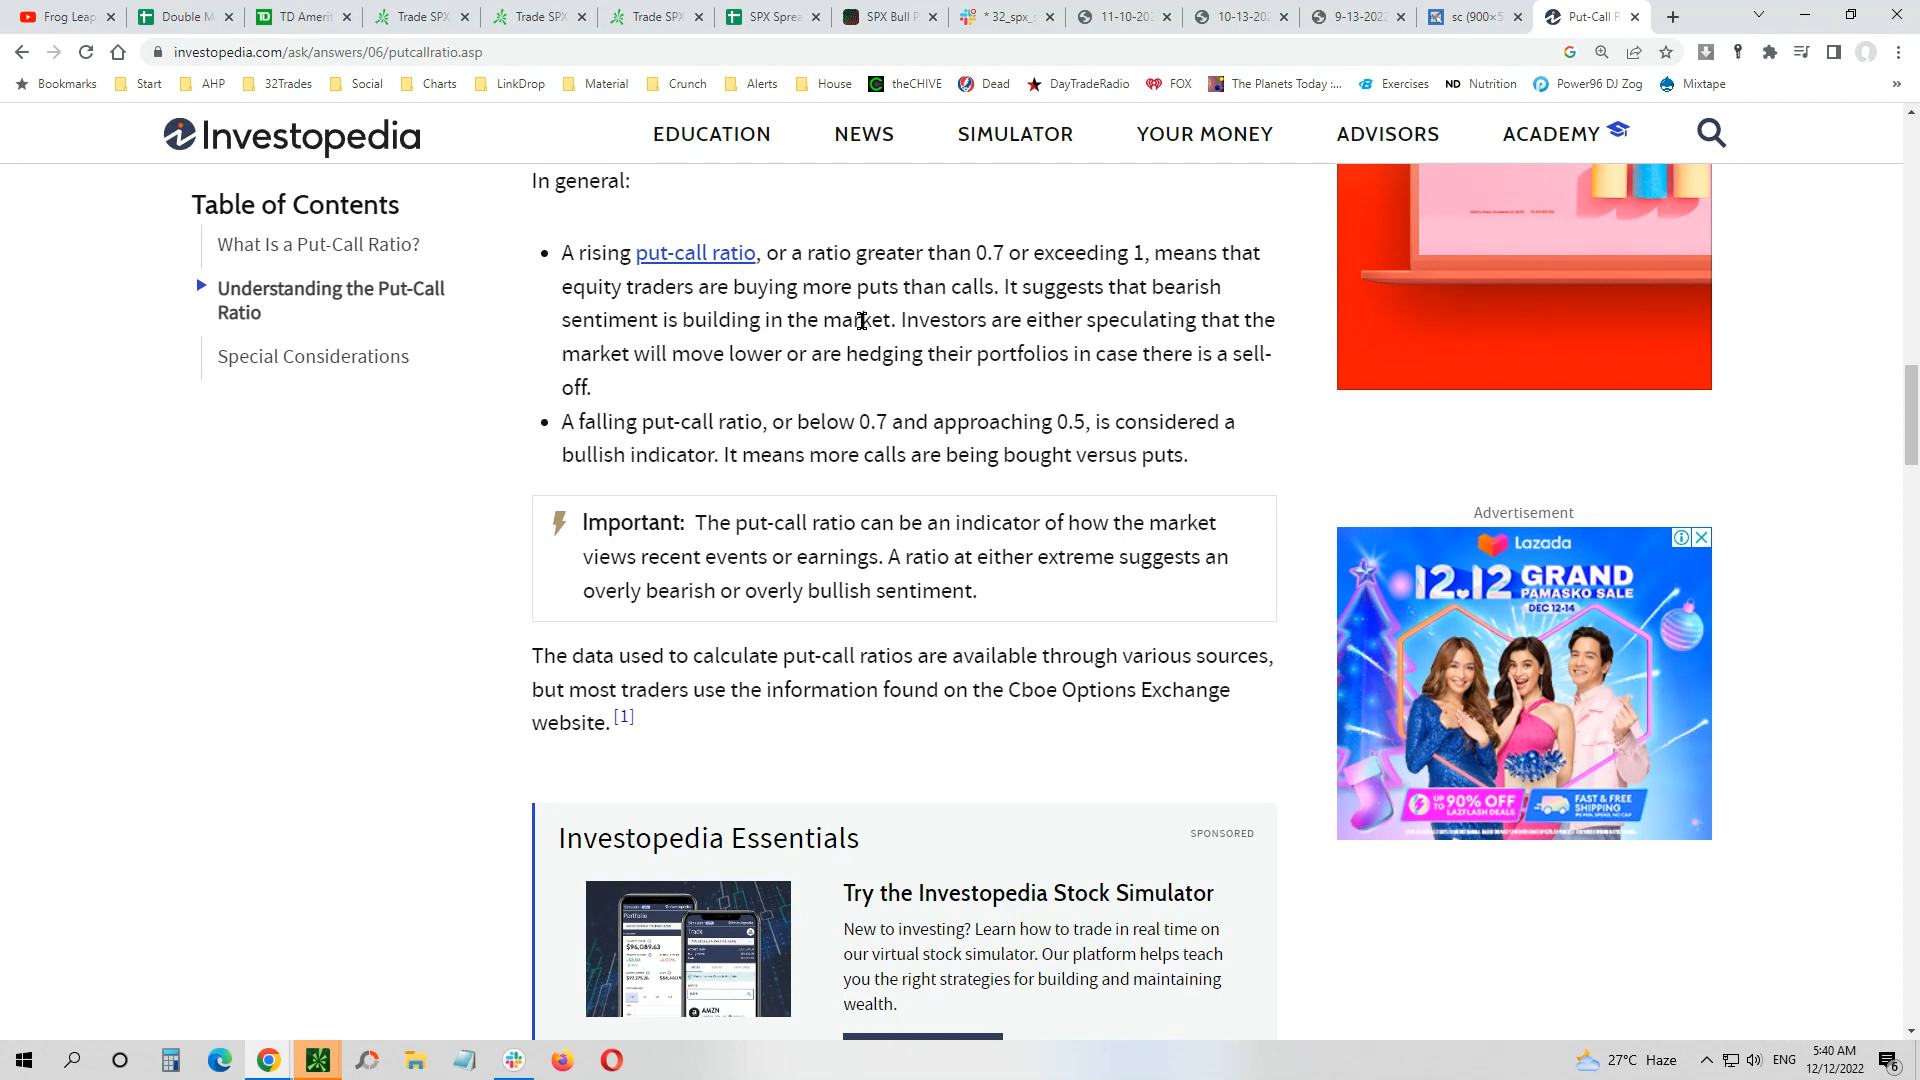 Frog Leap
Double M
TD Amerit
Trade SPX
Trade SPX
Trade SPX
SPX Sprea
SPX Bull P
* 32_spx_s
11-10-202
10-13-202
9-13-2022
sc (900×5
Put-Call R
investopedia.com/ask/answers/06/putcallratio.asp
Bookmarks
Start
AHP
32Trades
Social
Charts
LinkDrop
Material
Crunch
Alerts
House
theCHIVE
Dead
DayTradeRadio
FOX
The Planets Today :...
Exercises
ND Nutrition
Power96 DJ Zog
Mixtape
»
Investopedia
EDUCATION
NEWS
SIMULATOR
YOUR MONEY
ADVISORS
ACADEMY
Table of Contents
What Is a Put-Call Ratio?
Understanding the Put-Call
Ratio
Special Considerations
In general:
• A rising put-call ratio, or a ratio greater than 0.7 or exceeding 1, means that
equity traders are buying more puts than calls. It suggests that bearish
sentiment is building in the market. Investors are either speculating that the
market will move lower or are hedging their portfolios in case there is a sell-
off.
• A falling put-call ratio, or below 0.7 and approaching 0.5, is considered a
bullish indicator. It means more calls are being bought versus puts.
Important: The put-call ratio can be an indicator of how the market
views recent events or earnings. A ratio at either extreme suggests an
overly bearish or overly bullish sentiment.
The data used to calculate put-call ratios are available through various sources,
but most traders use the information found on the Cboe Options Exchange
website. [1]
Advertisement
Lazada
12.12 GRAND
PAMASKO SALE
DEC 12-14
UP TO 90% OFF
LAZFLASH DEALS
FAST & FREE
SHIPPING
Investopedia Essentials
SPONSORED
Portfolio
$94,089.63
Trade
AMZN
Try the Investopedia Stock Simulator
New to investing? Learn how to trade in real time on
our virtual stock simulator. Our platform helps teach
you the right strategies for building and maintaining
wealth.
27°C Haze
ENG
5:40 AM
12/12/2022
6